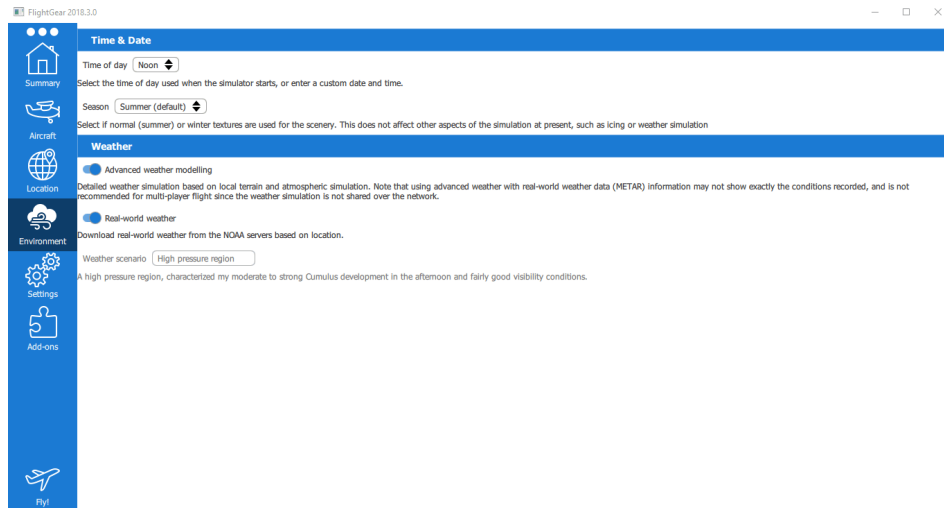 FlightGear 2018.3.0
Time & Date
Time of day Noon
Summary
Select the time of day used when the simulator starts, or enter a custom date and time.
Season Summer (default)
Select if normal (summer) or winter textures are used for the scenery. This does not affect other aspects of the simulation at present, such as icing or weather simulation
Aircraft
Weather
Advanced weather modelling
Location
Detailed weather simulation based on local terrain and atmospheric simulation. Note that using advanced weather with real-world weather data (METAR) information may not show exactly the conditions recorded, and is not
recommended for multi-player flight since the weather simulation is not shared over the network.
Real-world weather
Environment
Download real-world weather from the NOAA servers based on location.
Weather scenario High pressure region
A high pressure region, characterized my moderate to strong Cumulus development in the afternoon and fairly good visibility conditions.
Settings
Add-ons
Fly!